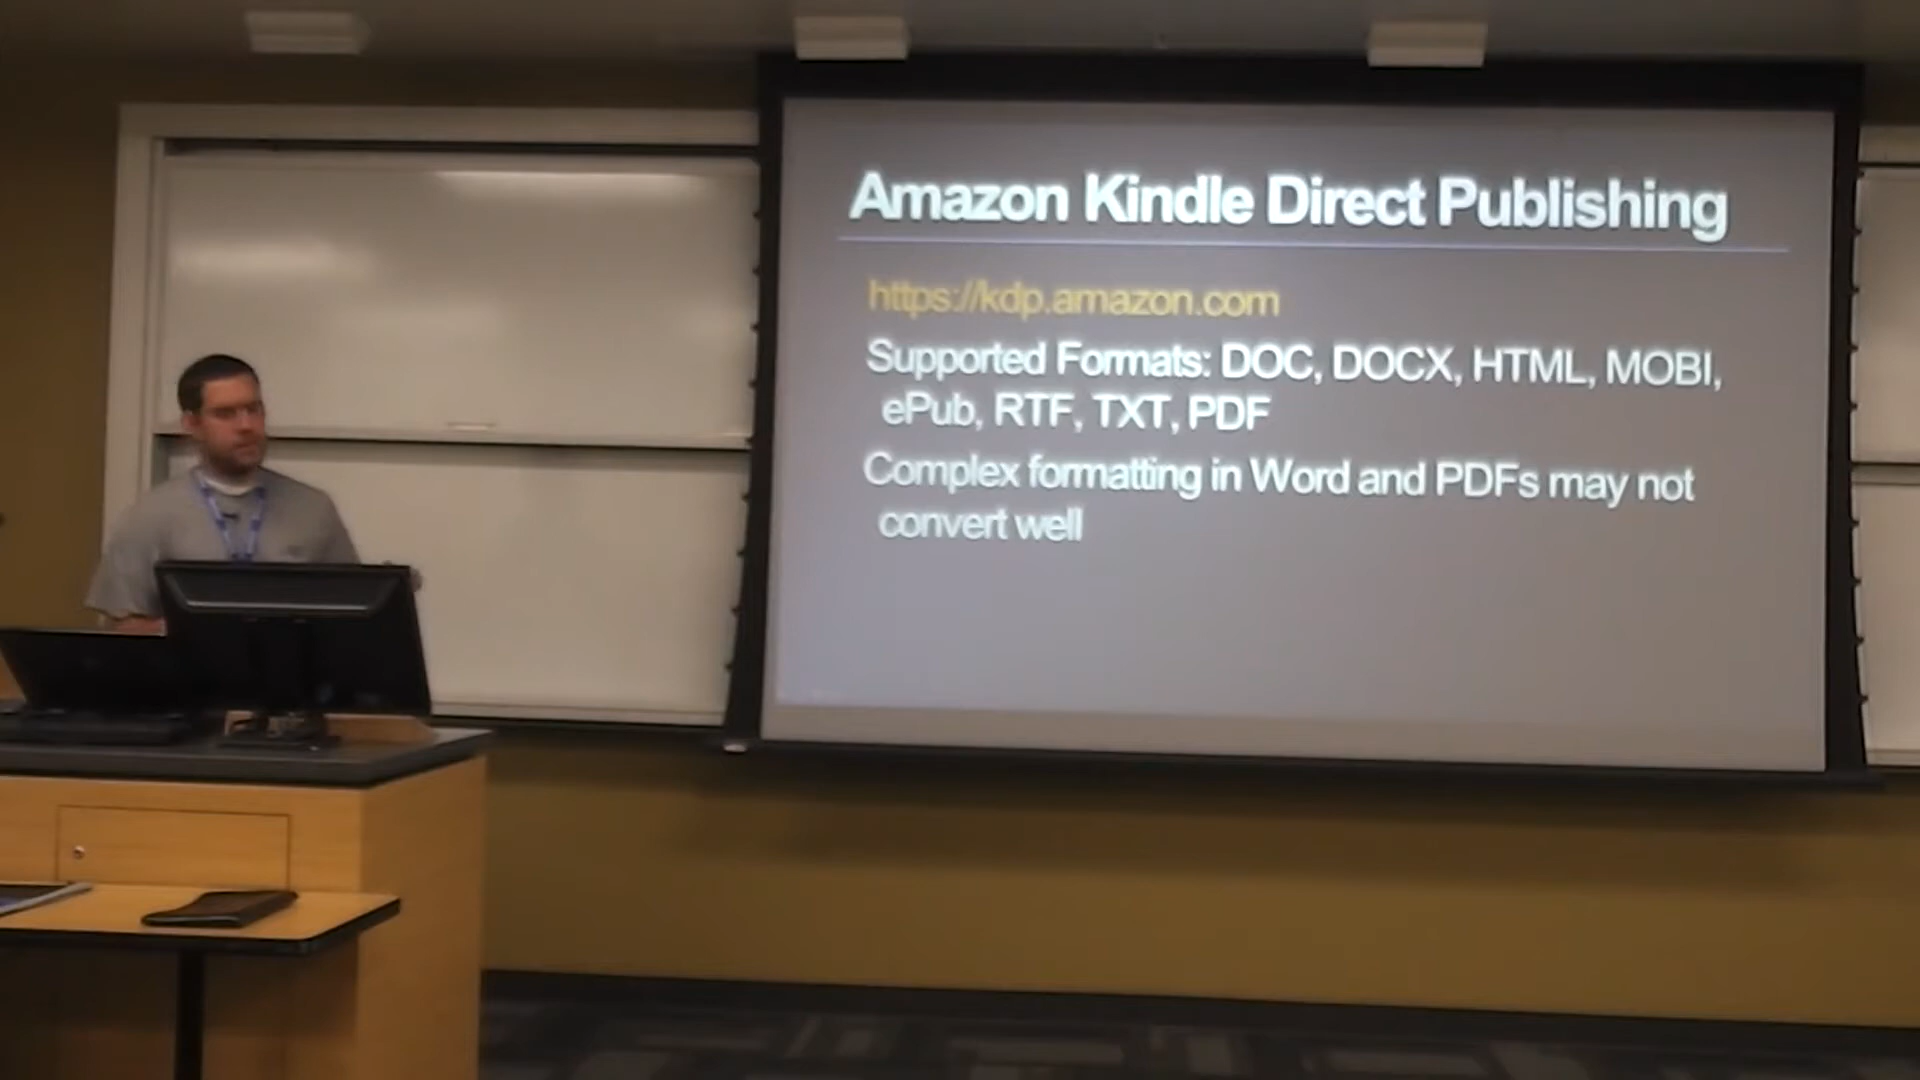 Amazon Kindle Direct Publishing
https://kdp.amazon.com
Supported Formats: DOC, DOCX, HTML, MOBI,
ePub, RTF, TXT, PDF
Complex formatting in Word and PDFs may not
convert well